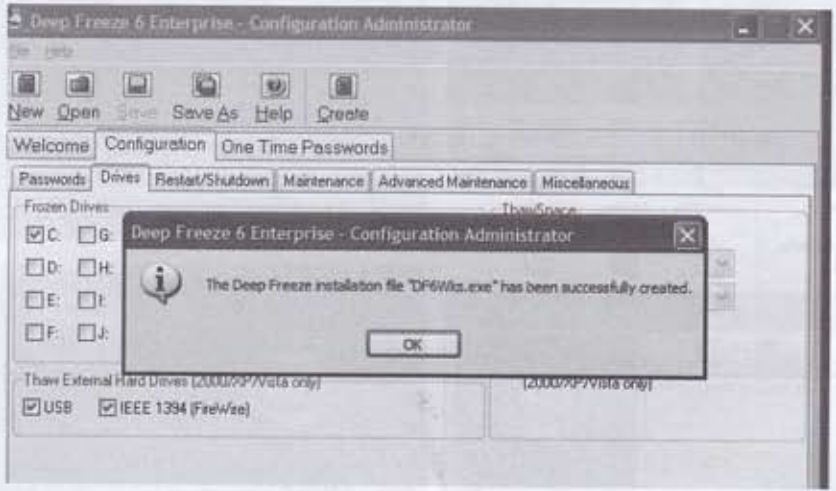 Deep Freeze 6 Enterprise - Configuration Administrator
File Help
New Open Save Save As Help Create
Welcome Configuration One Time Passwords
Passwords Drives Restart/Shutdown Maintenance Advanced Maintenance Miscellaneous
Frozen Drives
ThawSpace
C: G:
D: H:
E: I:
F: J:
Deep Freeze 6 Enterprise - Configuration Administrator
The Deep Freeze installation file "DF6Wks.exe" has been successfully created.
OK
Thaw External Hard Drives (2000/XP/Vista only)
(2000/XP/Vista only)
USB IEEE 1394 (FireWire)